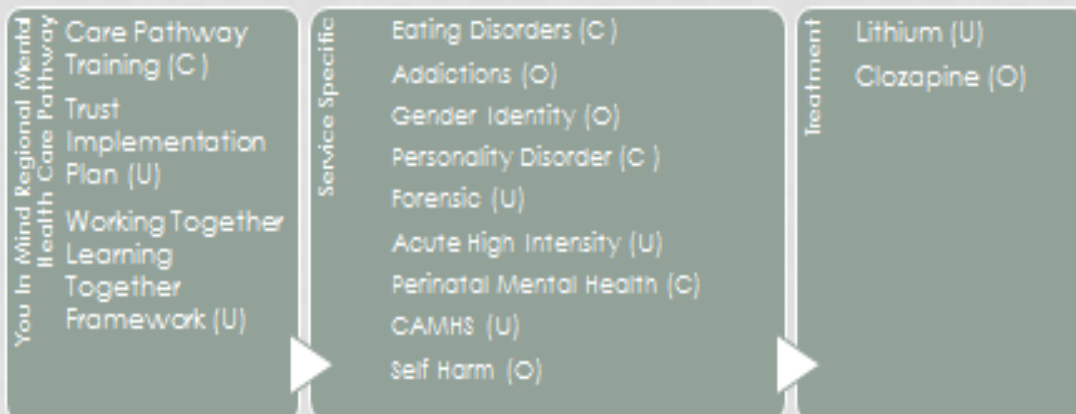 You In Mind Regional Mental
Health Care Pathway
Care Pathway
Training (C )
Trust
Implementation
Plan (U)
Working Together
Learning
Together
Framework (U)
Service Specific
Eating Disorders (C )
Addictions (O)
Gender Identity (O)
Personality Disorder (C )
Forensic (U)
Acute High Intensity (U)
Perinatal Mental Health (C)
CAMHS (U)
Self Harm (O)
Treatment
Lithium (U)
Clozapine (O)